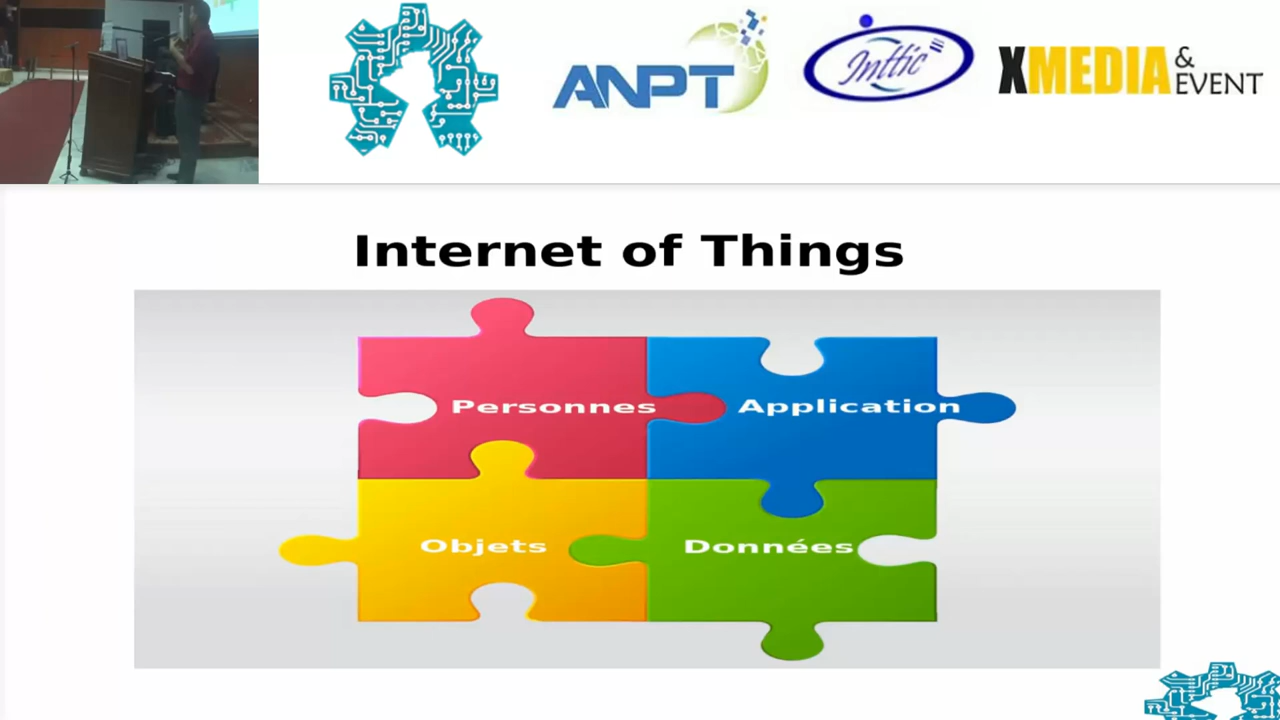 ANPT
Inttic
XMEDIA & EVENT
Internet of Things
Personnes
Application
Objets
Données